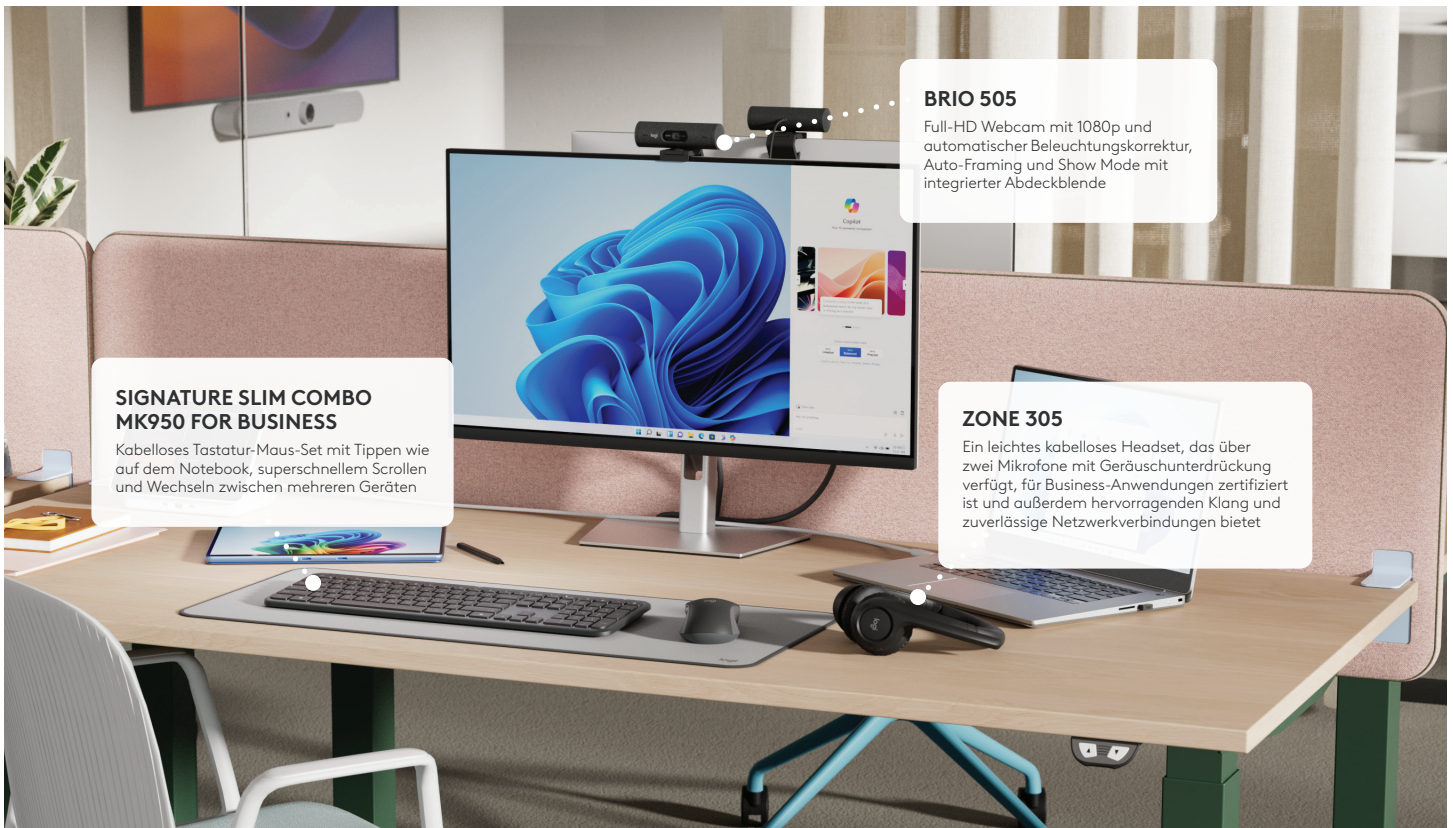 BRIO 505
Full-HD Webcam mit 1080p und
automatischer Beleuchtungskorrektur,
Auto-Framing und Show Mode mit
integrierter Abdeckblende
logi
Copilot
SIGNATURE SLIM COMBO
MK950 FOR BUSINESS
Kabelloses Tastatur-Maus-Set mit Tippen wie
auf dem Notebook, superschnellem Scrollen
und Wechseln zwischen mehreren Geräten
ZONE 305
Ein leichtes kabelloses Headset, das über
zwei Mikrofone mit Geräuschunterdrückung
verfügt, für Business-Anwendungen zertifiziert
ist und außerdem hervorragenden Klang und
zuverlässige Netzwerkverbindungen bietet
logi